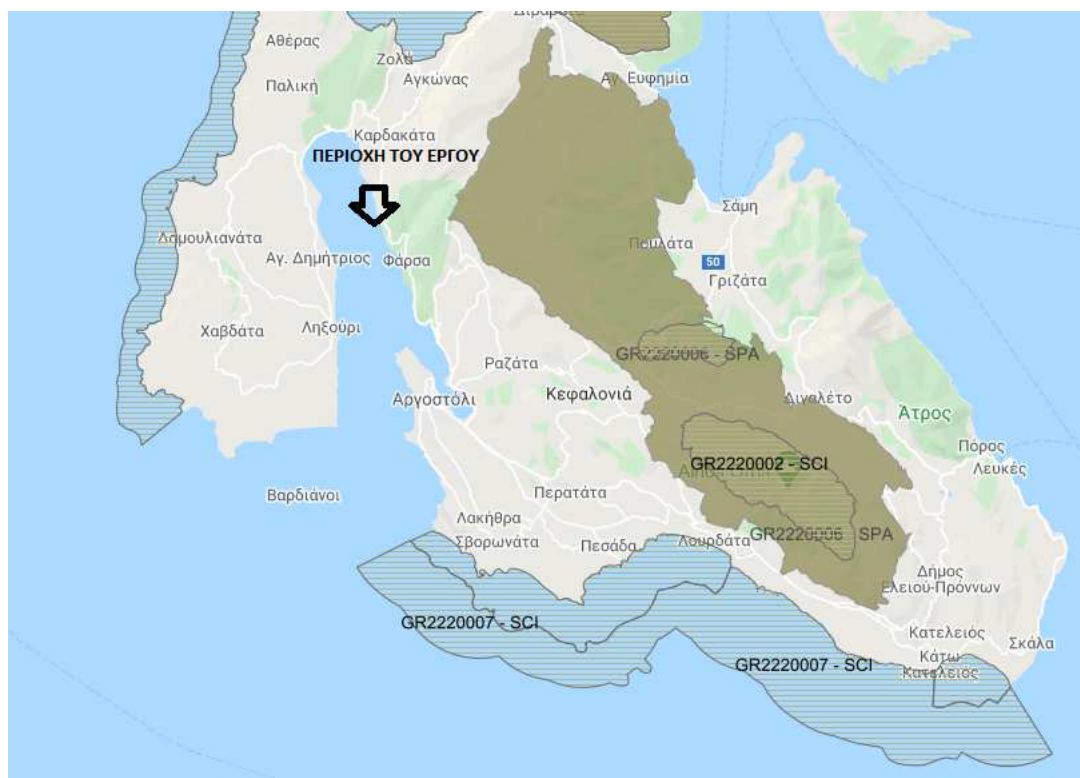 Αθέρας
Ζολά
Αγκώνας
Αγ. Ευφημία
Παλική
Καρδακάτα
ΠΕΡΙΟΧΗ ΤΟΥ ΕΡΓΟΥ
Σάμη
Δαμουλιανάτα
Αγ. Δημήτριος
Φάρσα
Πουλάτα
50
Γριζάτα
Χαβδάτα
Ληξούρι
GR2220006 - SPA
Ραζάτα
Αργοστόλι
Κεφαλονιά
Διγαλέτο
Άτρος
Πόρος
Λευκές
GR2220002 - SCI
Βαρδιάνοι
Περατάτα
Λακήθρα
Σβορωνάτα
Πεσάδα
Λουρδάτα
GR2220006
SPA
Δήμος
Ελειού-Πρόννων
GR2220007 - SCI
Κατελειός
Σκάλα
Κάτω
Κατελειός
GR2220007 - SCI